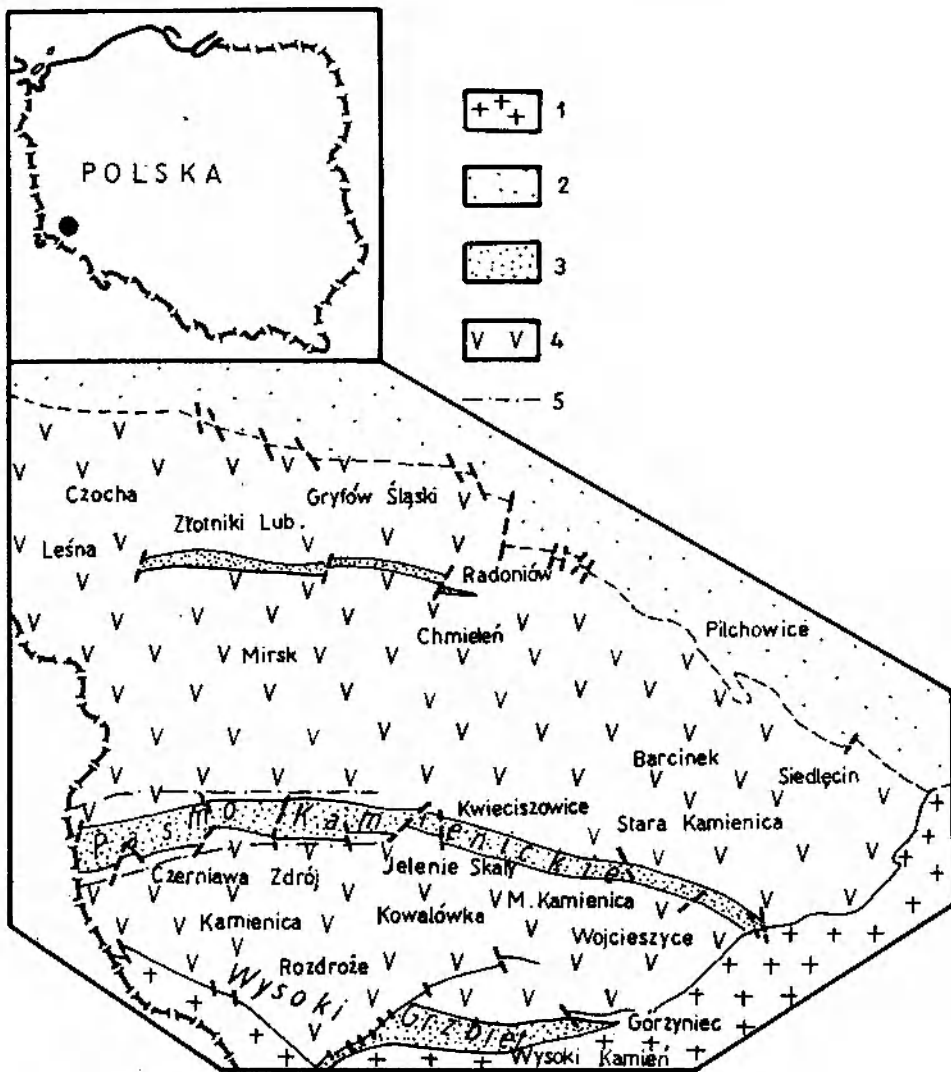 POLSKA
1
2
3
4
5
Czocha
Gryfów Śląski
Złotniki Lub.
Leśna
Radoniów
Chmieleń
Pilchowice
Mirsk
Barcinek
Siedlęcin
Kwieciszowice
Stara Kamienica
Pasmo Kamienickie
Jelenie Skały
Czerniawa Zdrój
M. Kamienica
Kamienica
Kowalówka
Wojcieszyce
Rozdroże
Wysoki Grzbiet
Górzyniec
Wysoki Kamień